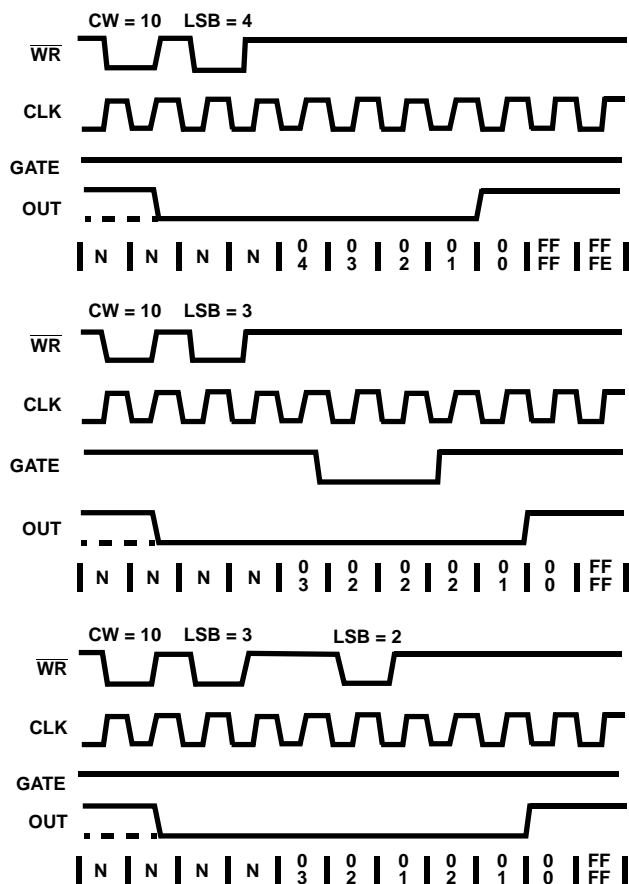 CW = 10 LSB = 4
WR
CLK
GATE
OUT
N N N N 0 0 0 0 0 FF FF
4 3 2 1 0 FF FE
CW = 10 LSB = 3
WR
CLK
GATE
OUT
N N N N 0 0 0 0 0 0 FF
3 2 2 2 1 0 FF
CW = 10 LSB = 3 LSB = 2
WR
CLK
GATE
OUT
N N N N 0 0 0 0 0 0 FF
3 2 1 2 1 0 FF